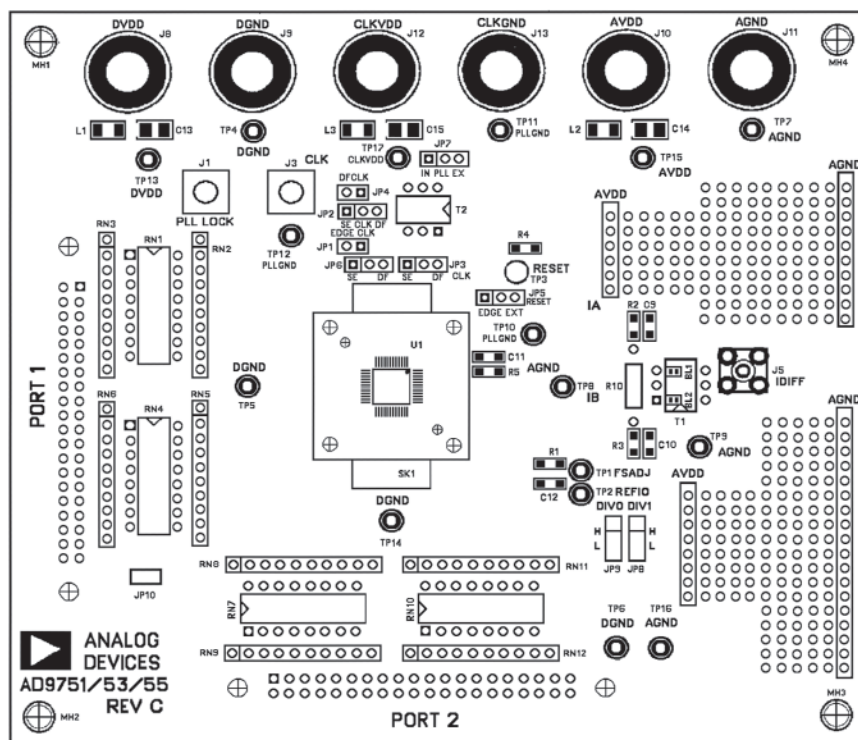 DVDD DGND CLKVDD CLKGND AVDD AGND
J8 J9 J12 J13 J10 J11
MH1 MH4
L1 C13 TP4 L3 C15 TP11 L2 C14 TP7
DGND TP17 PLLGND AGND
TP13 CLKVDD JP7 TP15
DVDD J1 J3 CLK IN PLL EX AVDD
AVDD AGND
DFCLK JP4
JP2 T2
PLL LOCK SE CLK DF
RN3 RN1 RN2 TP12 EDGE CLK R4
PLLGND JP1
JP6 JP3 RESET
SE DF SE DF CLK TP3
JP5
RESET
EDGE EXT IA
R2 C9
TP10
PLLGND
U1
C11 AGND
R5
PORT 1
DGND
TP5
TP8 IB R10 BL1 J5
IDIFF
BL2
T1
RN6 RN4 RN5
R3 C10 TP9
AGND AGND
R1
TP1 FSADJ AVDD
SK1
C12 TP2 REFIO
DGND DIV0 DIV1
TP14
H H
L L
JP9 JP8
RN8 RN11
JP10
RN7 RN10
TP6 TP16
DGND AGND
RN9 RN12
ANALOG
DEVICES
AD9751/53/55
REV C
MH2 PORT 2 MH3